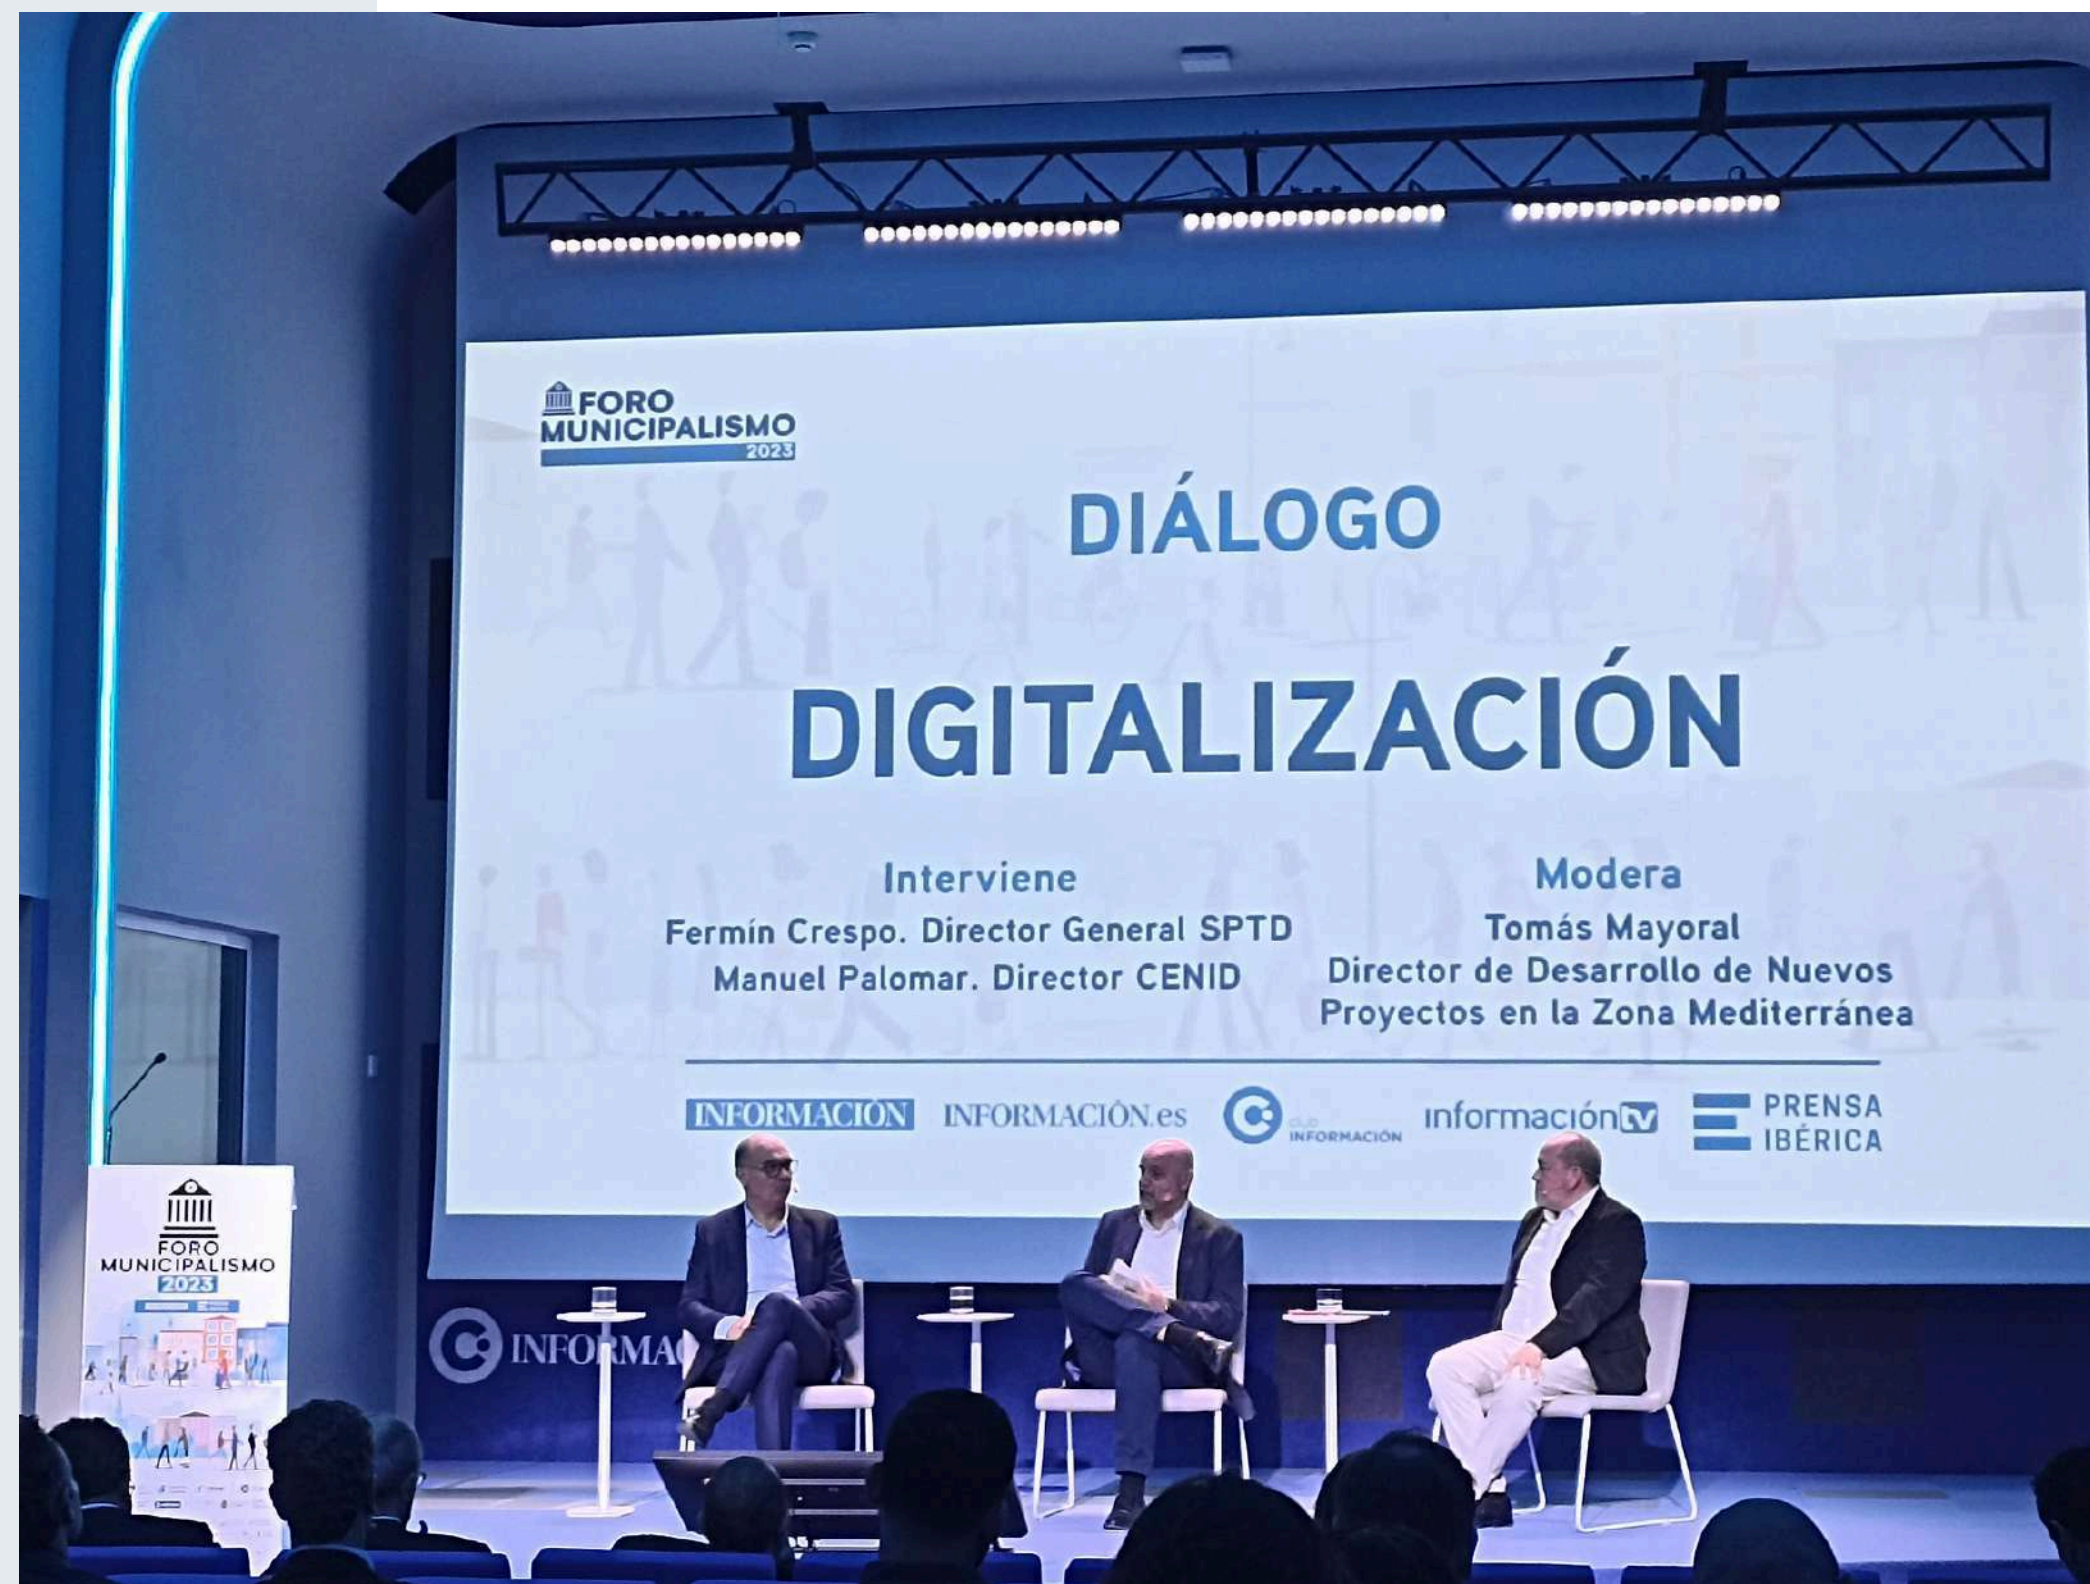 FORO
MUNICIPALISMO
2023
DIÁLOGO
DIGITALIZACIÓN
Interviene
Fermín Crespo. Director General SPTD
Manuel Palomar. Director CENID
Modera
Tomás Mayoral
Director de Desarrollo de Nuevos
Proyectos en la Zona Mediterránea
INFORMACIÓN
INFORMACIÓN.es
INFORMACIÓN
informacióntv
PRENSA
IBÉRICA
FORO
MUNICIPALISMO
2023